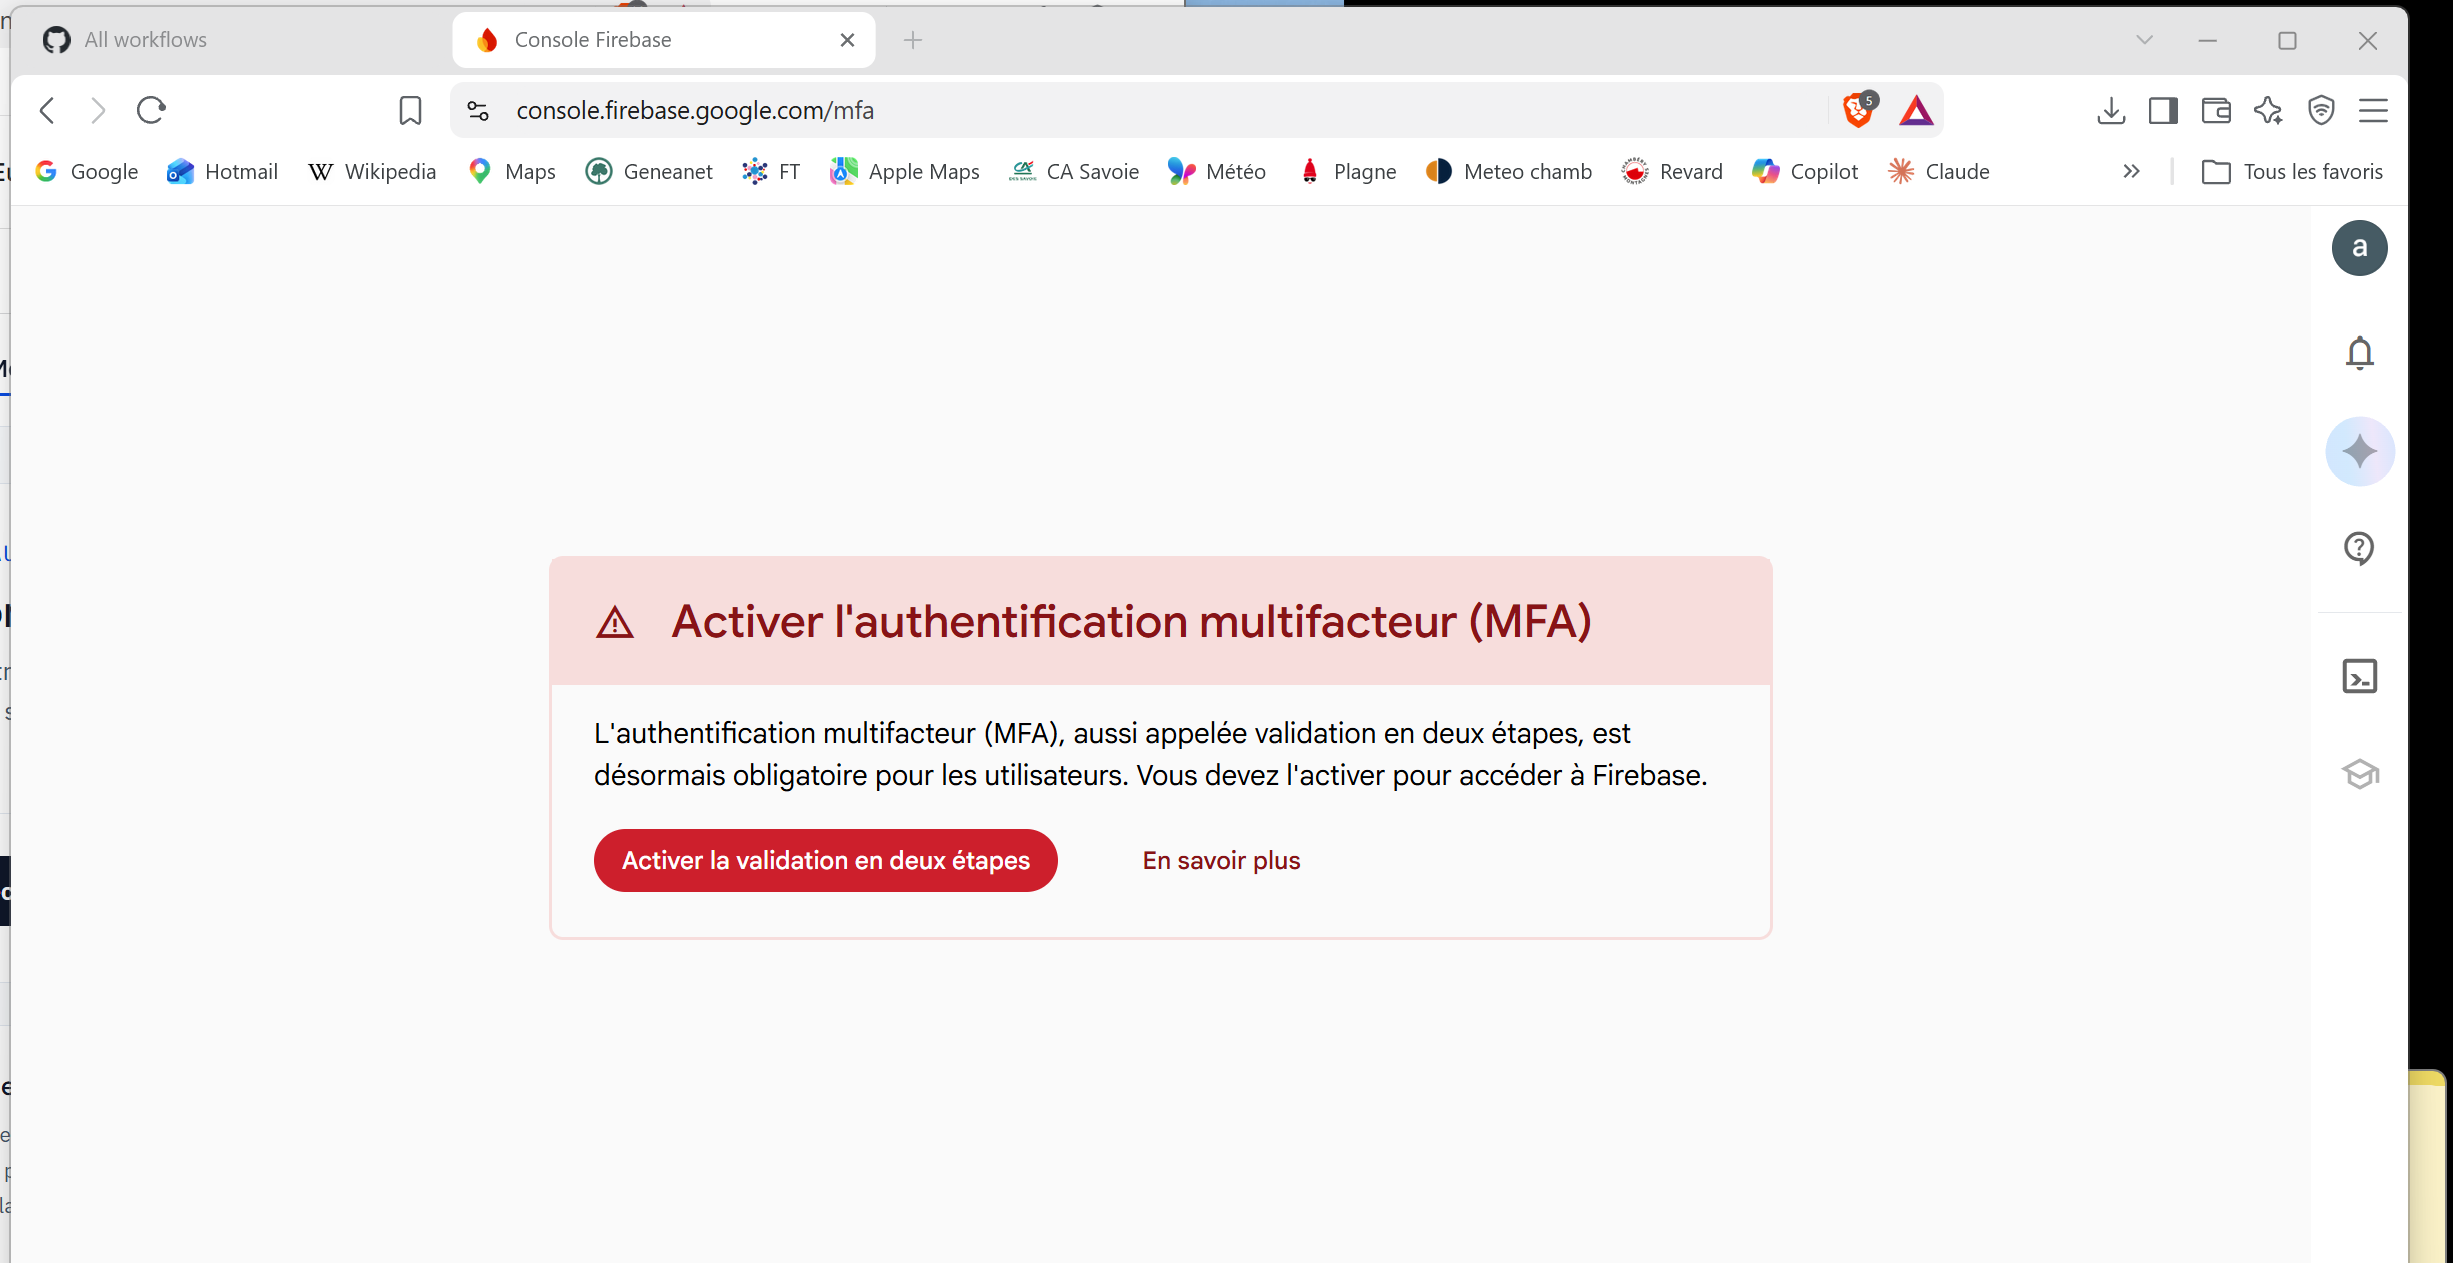 All workflows
Console Firebase
console.firebase.google.com/mfa
5
Google
Hotmail
Wikipedia
Maps
Geneanet
FT
Apple Maps
CA Savoie
Météo
Plagne
Meteo chamb
Revard
Copilot
Claude
Tous les favoris
a
Activer l'authentification multifacteur (MFA)
L'authentification multifacteur (MFA), aussi appelée validation en deux étapes, est
désormais obligatoire pour les utilisateurs. Vous devez l'activer pour accéder à Firebase.
Activer la validation en deux étapes
En savoir plus